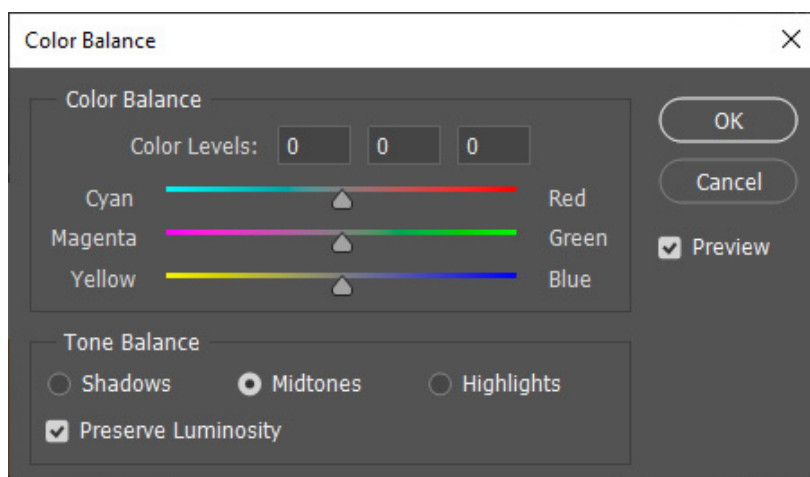 Color Balance
Color Balance
Color Levels: 0 0 0
Cyan Red
Magenta Green
Yellow Blue
Tone Balance
Shadows Midtones Highlights
Preserve Luminosity
OK
Cancel
Preview